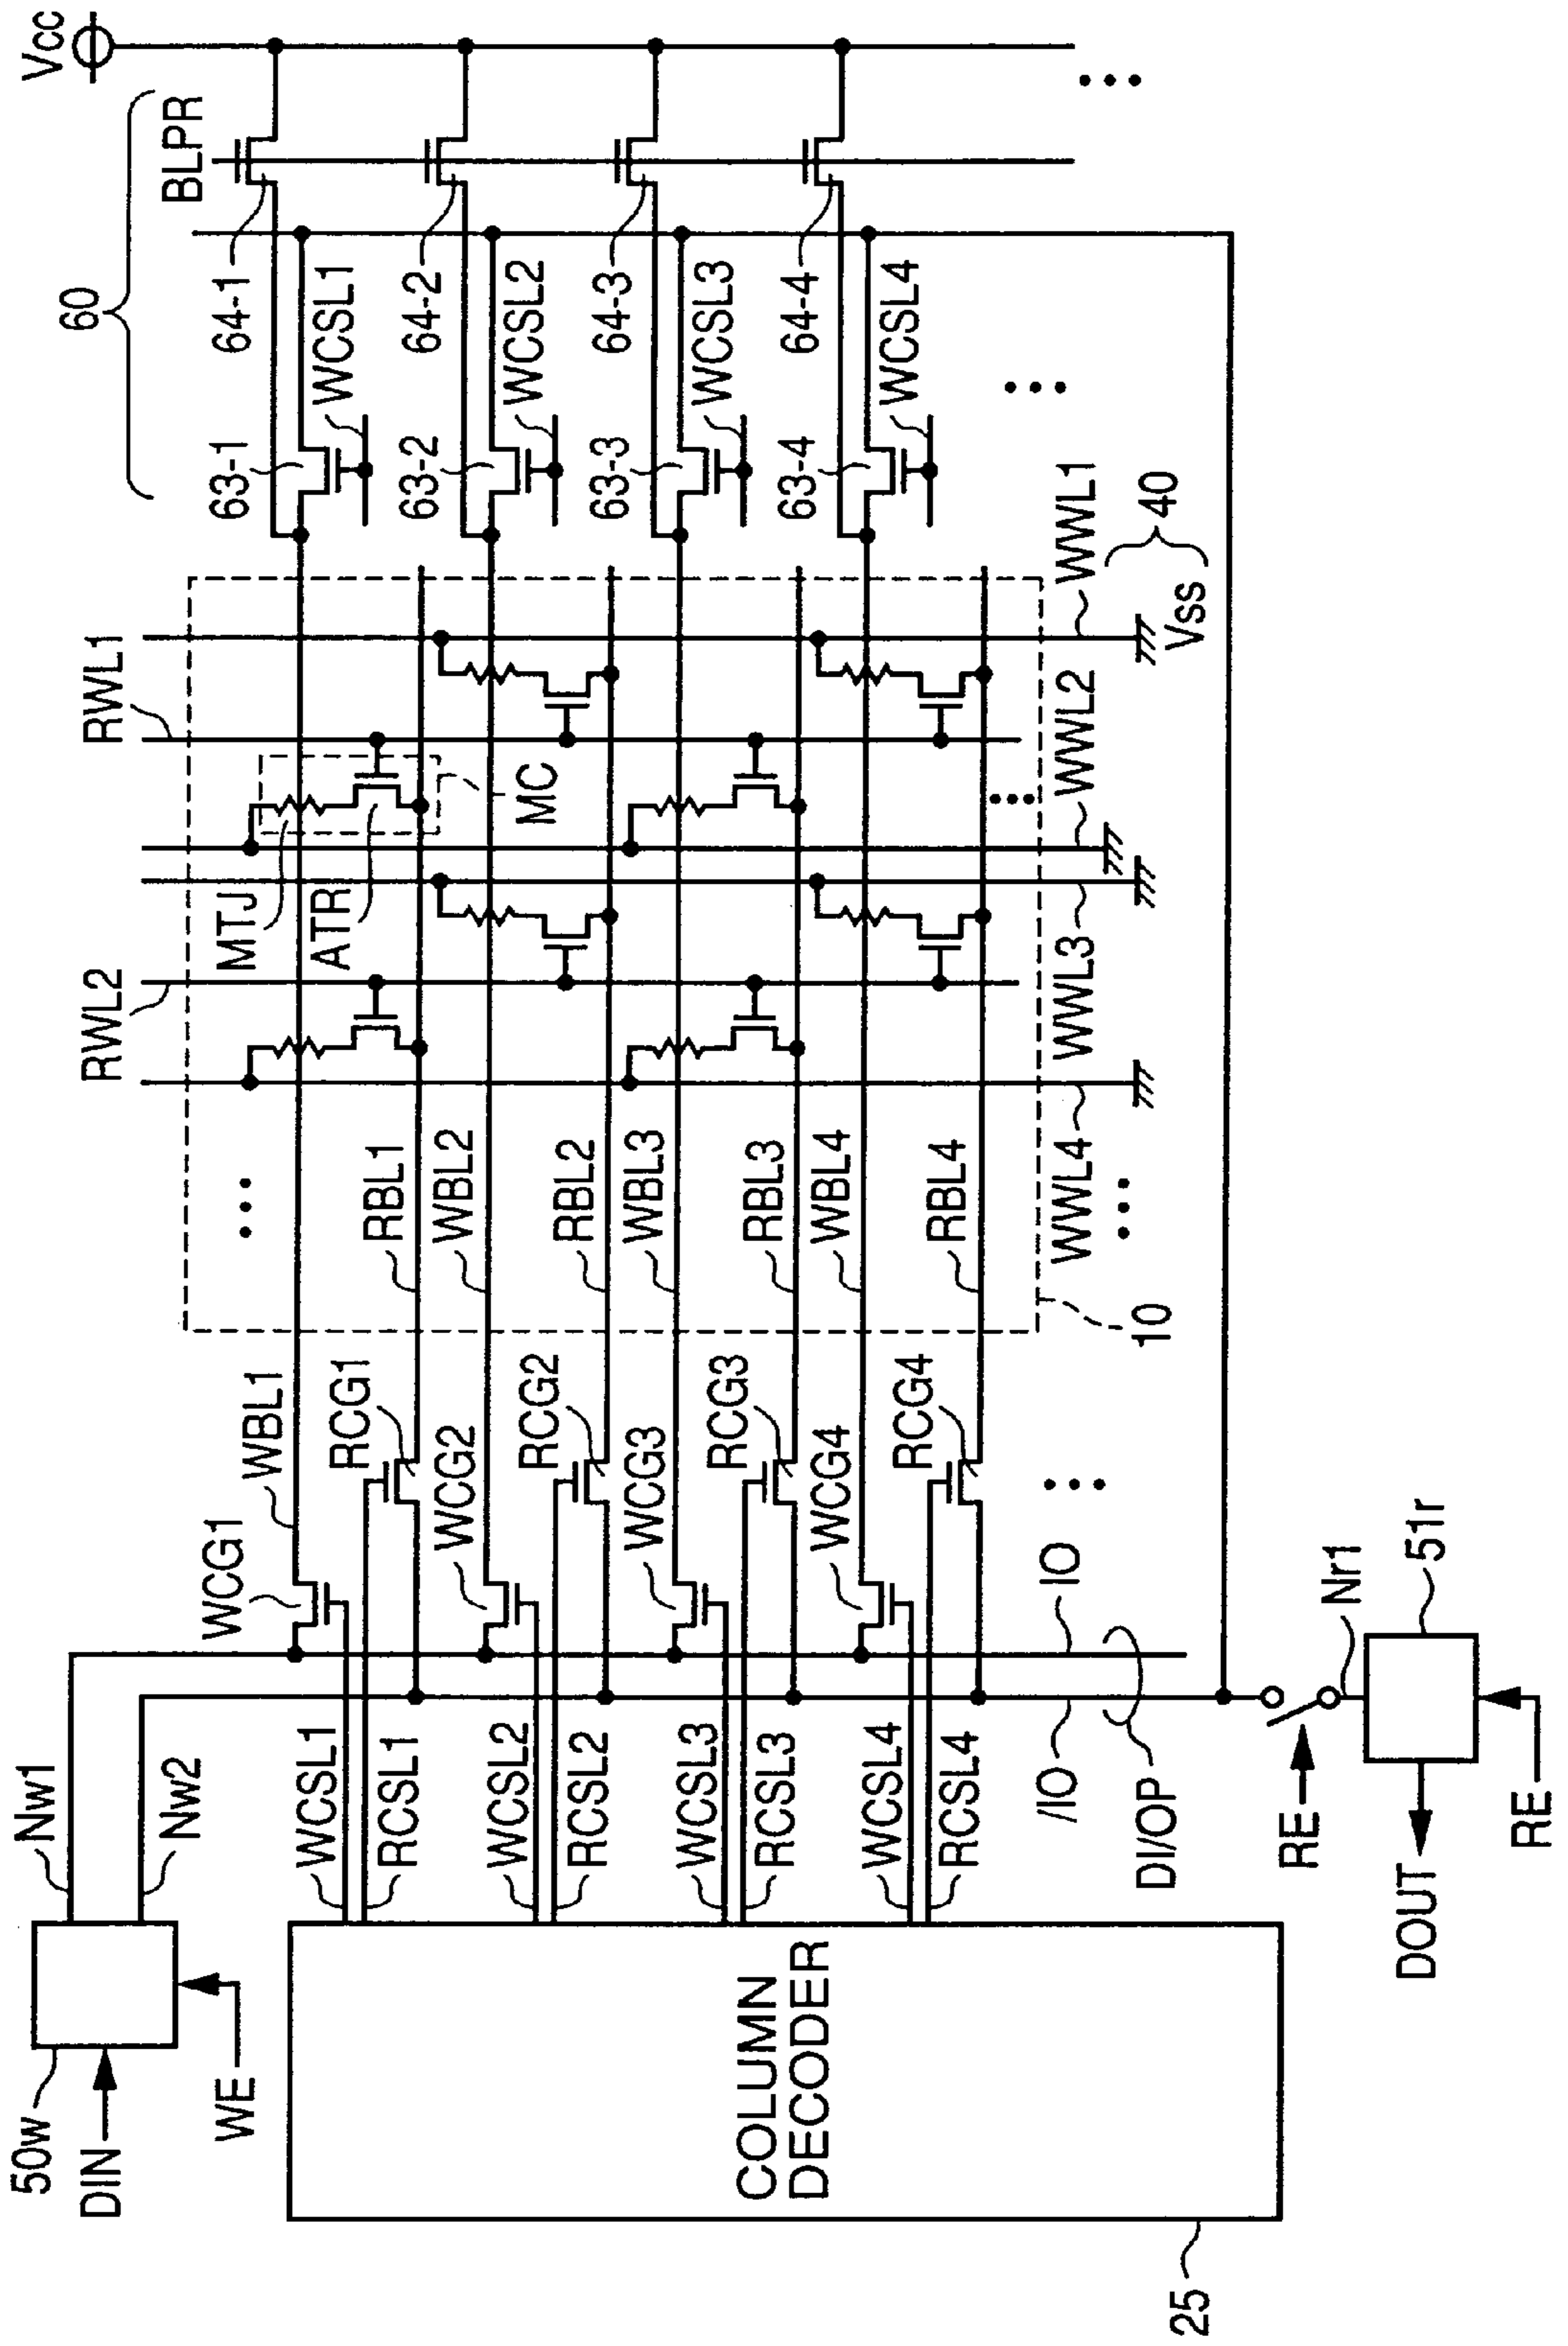 Vcc
60
BLPR
64-1
64-2
64-3
64-4
WCSL1
WCSL2
WCSL3
WCSL4
63-1
63-2
63-3
63-4
40
Vss
WWL1
WWL2
WWL3
WWL4
RWL1
RWL2
MC
MTJ
ATR
RBL1
WBL2
RBL2
WBL3
RBL3
WBL4
RBL4
10
WBL1
RCG1
RCG2
RCG3
RCG4
WCG1
WCG2
WCG3
WCG4
IO
/IO
DI/OP
Nr1
51r
RE
RE
DOUT
Nw1
Nw2
WCSL1
RCSL1
WCSL2
RCSL2
WCSL3
RCSL3
WCSL4
RCSL4
50w
DIN
WE
COLUMN
DECODER
25